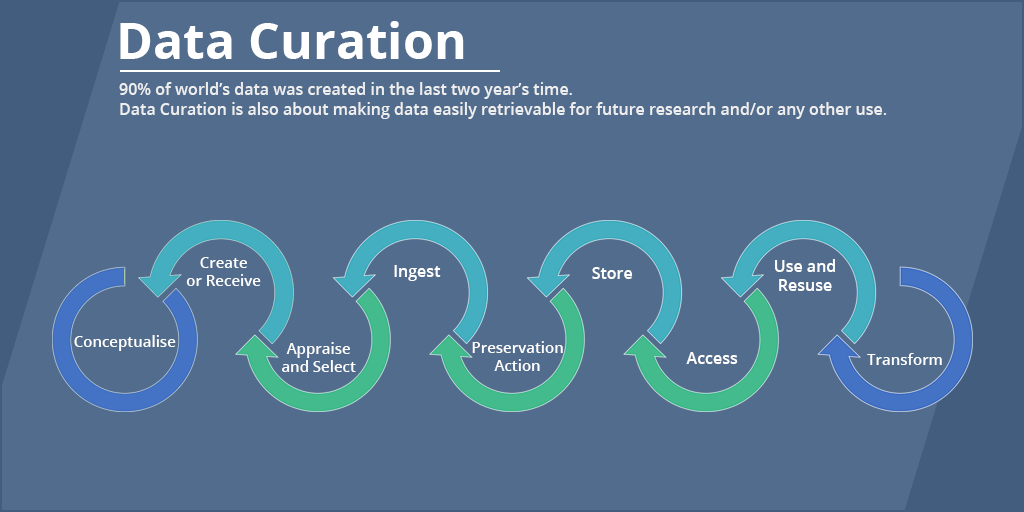 Data Curation
90% of world's data was created in the last two year's time.
Data Curation is also about making data easily retrievable for future research and/or any other use.
Conceptualise
Create
or Receive
Appraise
and Select
Ingest
Preservation
Action
Store
Access
Use and
Resuse
Transform